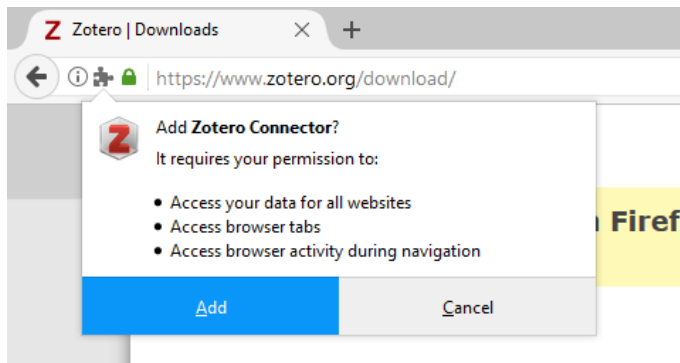 Zotero | Downloads
https://www.zotero.org/download/
Add Zotero Connector?
It requires your permission to:
• Access your data for all websites
• Access browser tabs
• Access browser activity during navigation
Add
Cancel